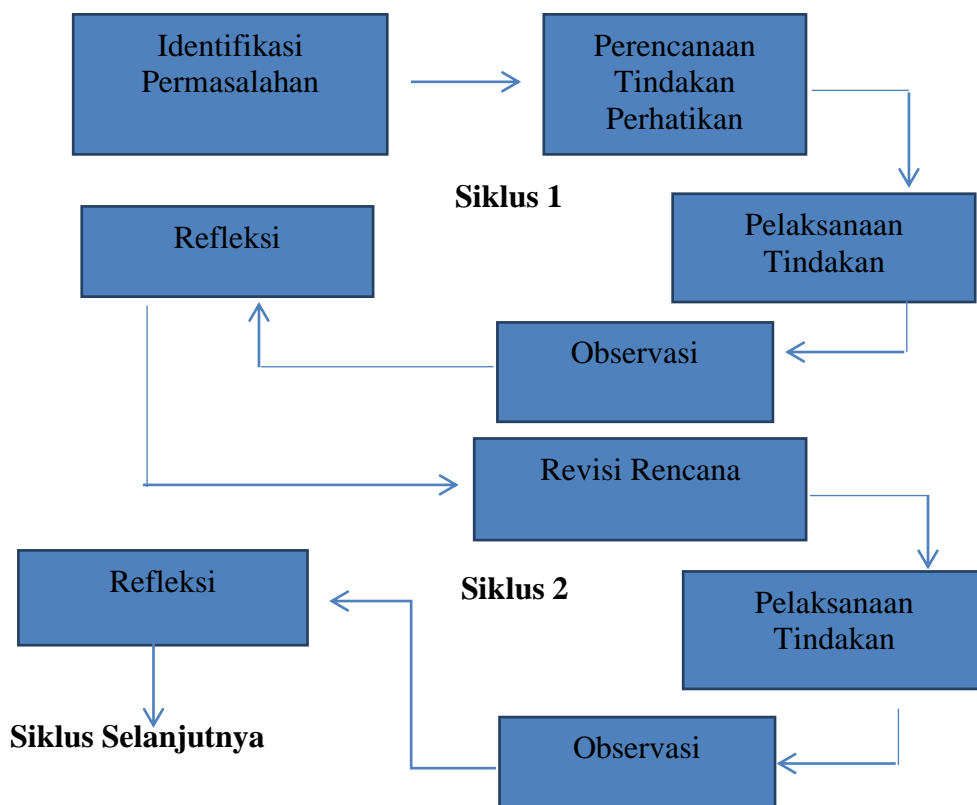 Identifikasi
Permasalahan
Perencanaan
Tindakan
Perhatikan
Siklus 1
Pelaksanaan
Tindakan
Refleksi
Observasi
Revisi Rencana
Siklus 2
Pelaksanaan
Tindakan
Refleksi
Observasi
Siklus Selanjutnya